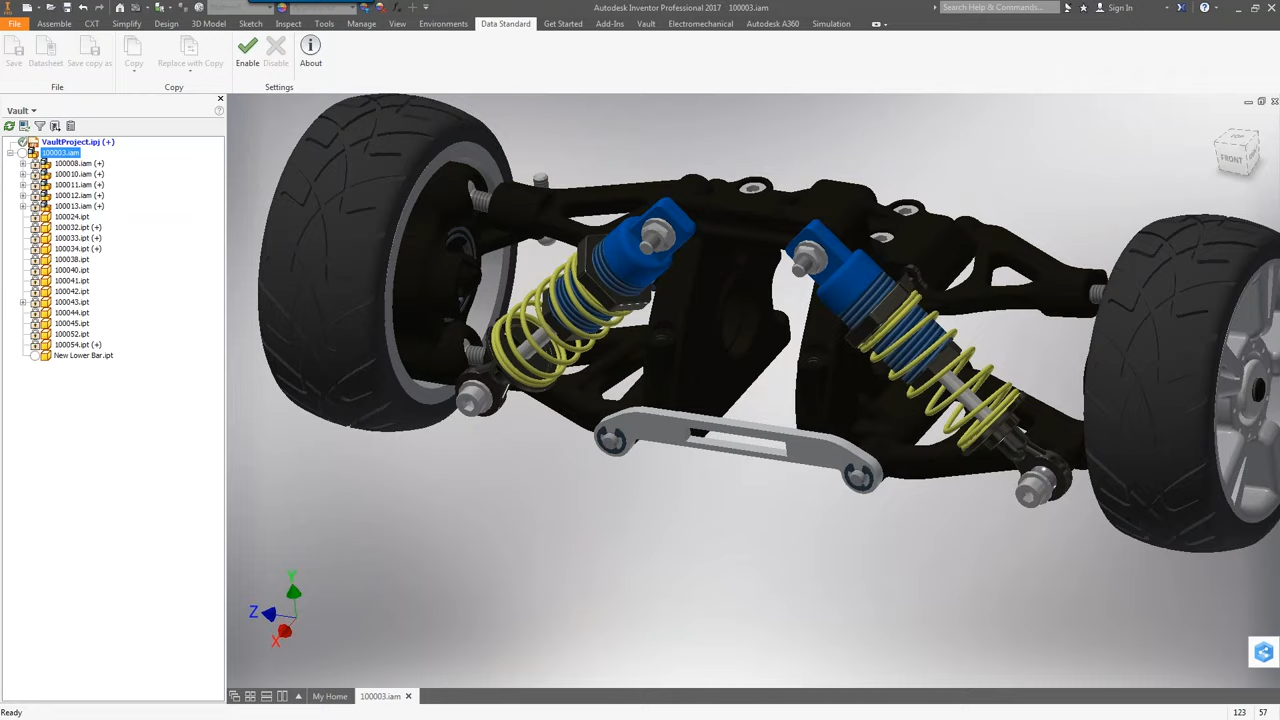 Autodesk Inventor Professional 2017   100003.iam
Search Help & Commands...
Sign In
File
Assemble
CXT
Simplify
Design
3D Model
Sketch
Inspect
Tools
Manage
View
Environments
Data Standard
Get Started
Add-Ins
Vault
Electromechanical
Autodesk A360
Simulation
Save
Datasheet
Save copy as
Copy
Replace with Copy
Enable
Disable
About
File
Copy
Settings
Vault
VaultProject.ipj (+)
100003.iam
100008.iam (+)
100010.iam (+)
100011.iam (+)
100012.iam (+)
100013.iam (+)
100024.ipt
100032.ipt (+)
100033.ipt (+)
100034.ipt (+)
100038.ipt
100040.ipt
100041.ipt
100042.ipt
100043.ipt
100044.ipt
100045.ipt
100052.ipt
100054.ipt (+)
New Lower Bar.ipt
TOP
FRONT
Y
Z
X
My Home
100003.iam
Ready
123
57